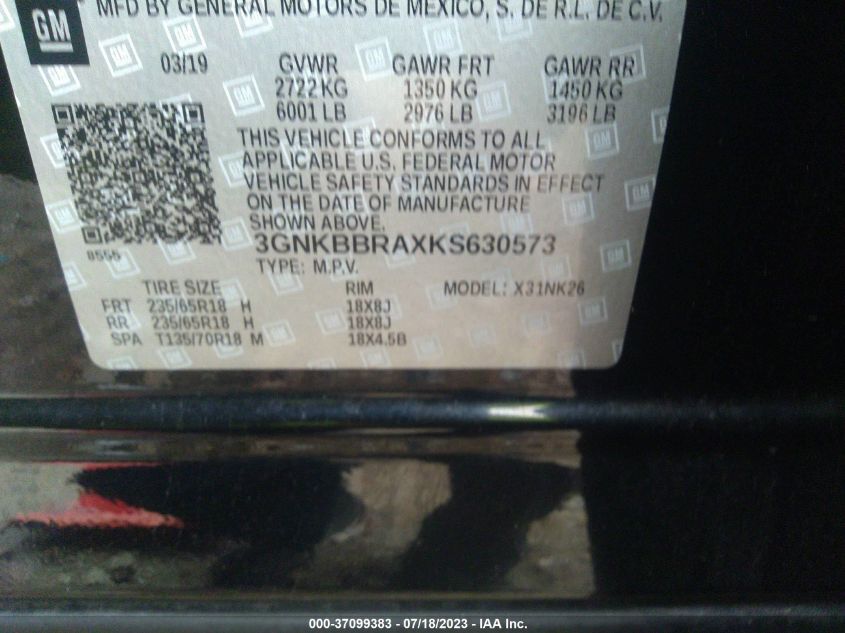 GM
MFD BY GENERAL MOTORS DE MEXICO, S. DE R.L. DE C.V.
03/19 GVWR GAWR FRT GAWR RR
2722 KG 1350 KG 1450 KG
6001 LB 2976 LB 3196 LB
THIS VEHICLE CONFORMS TO ALL
APPLICABLE U.S. FEDERAL MOTOR
VEHICLE SAFETY STANDARDS IN EFFECT
ON THE DATE OF MANUFACTURE
SHOWN ABOVE.
8555 3GNKBBRAXKS630573
TYPE: M.P.V.
TIRE SIZE RIM MODEL: X31NK26
FRT 235/65R18 H 18X8J
RR 235/65R18 H 18X8J
SPA T135/70R18 M 18X4.5B
000-37099383 - 07/18/2023 - IAA Inc.